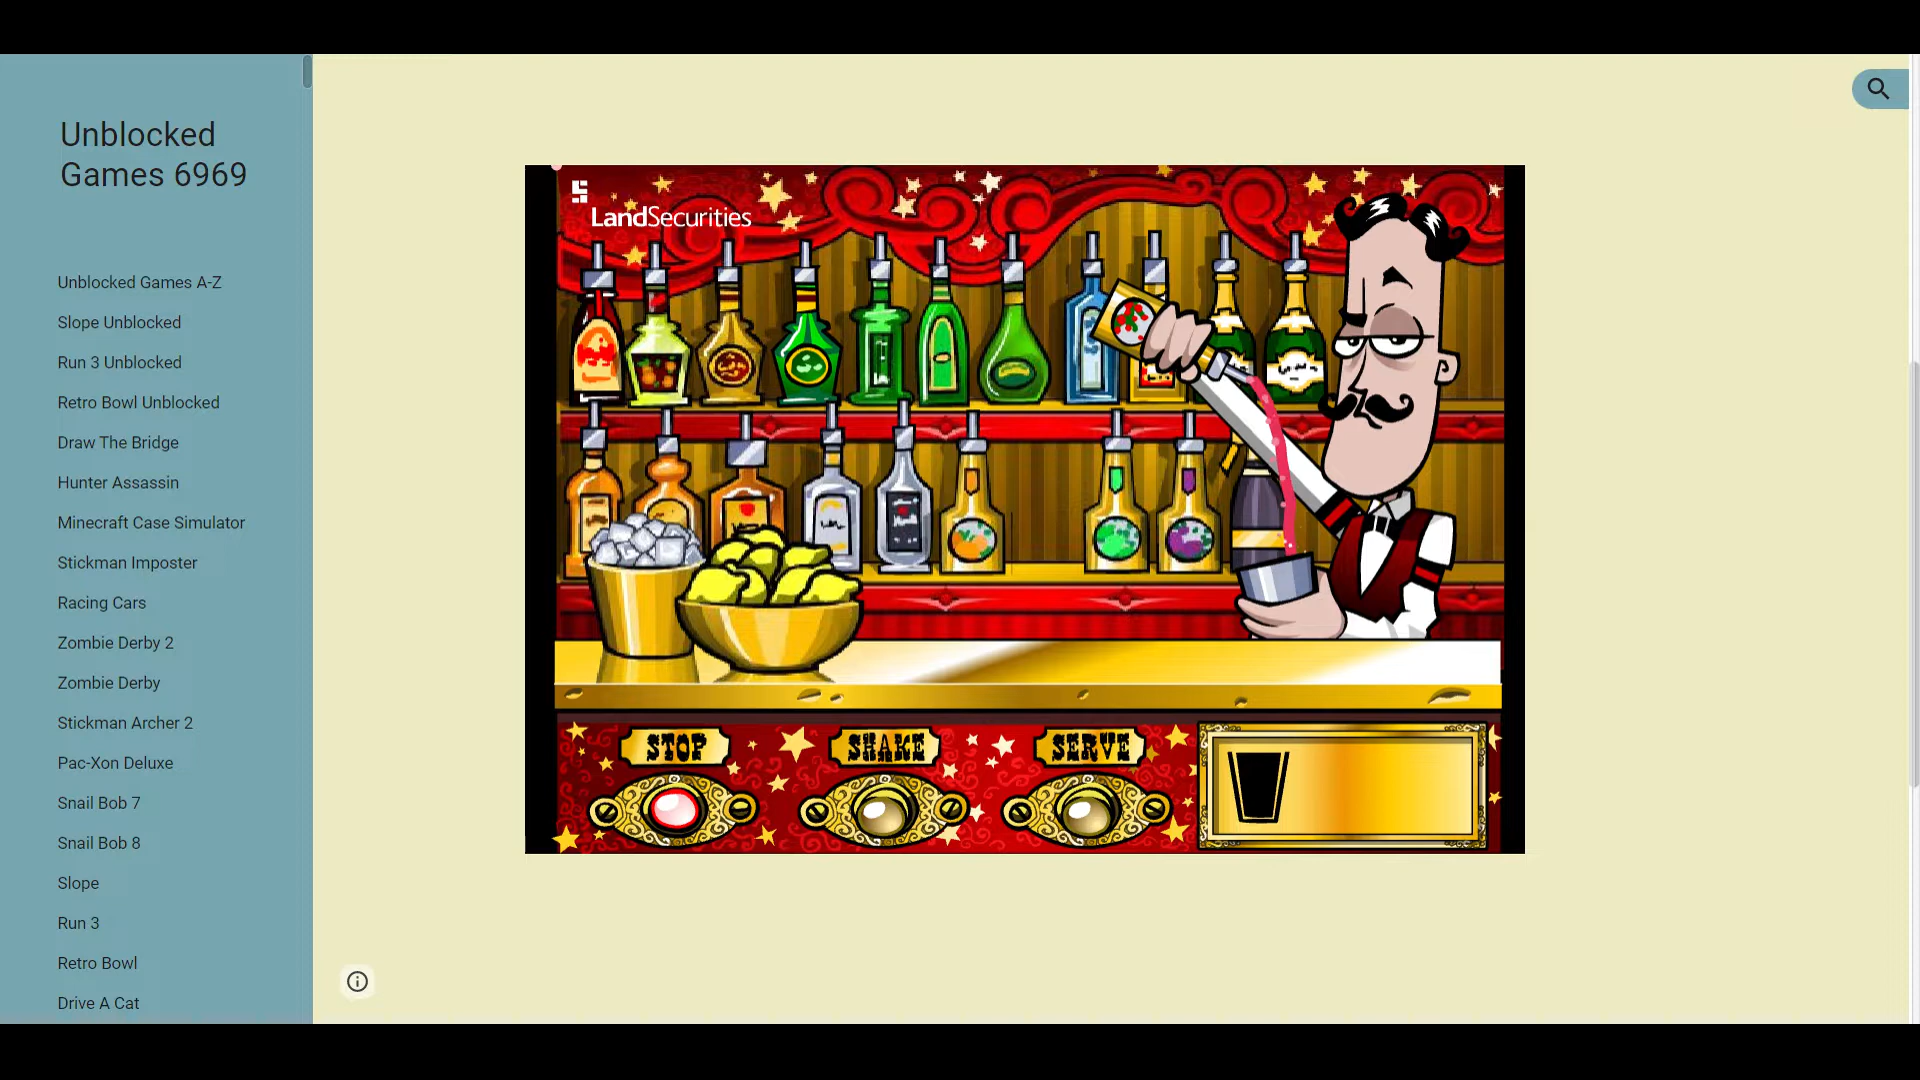 Unblocked
Games 6969
Unblocked Games A-Z
Slope Unblocked
Run 3 Unblocked
Retro Bowl Unblocked
Draw The Bridge
Hunter Assassin
Minecraft Case Simulator
Stickman Imposter
Racing Cars
Zombie Derby 2
Zombie Derby
Stickman Archer 2
Pac-Xon Deluxe
Snail Bob 7
Snail Bob 8
Slope
Run 3
Retro Bowl
Drive A Cat
LandSecurities
STOP
SHAKE
SERVE